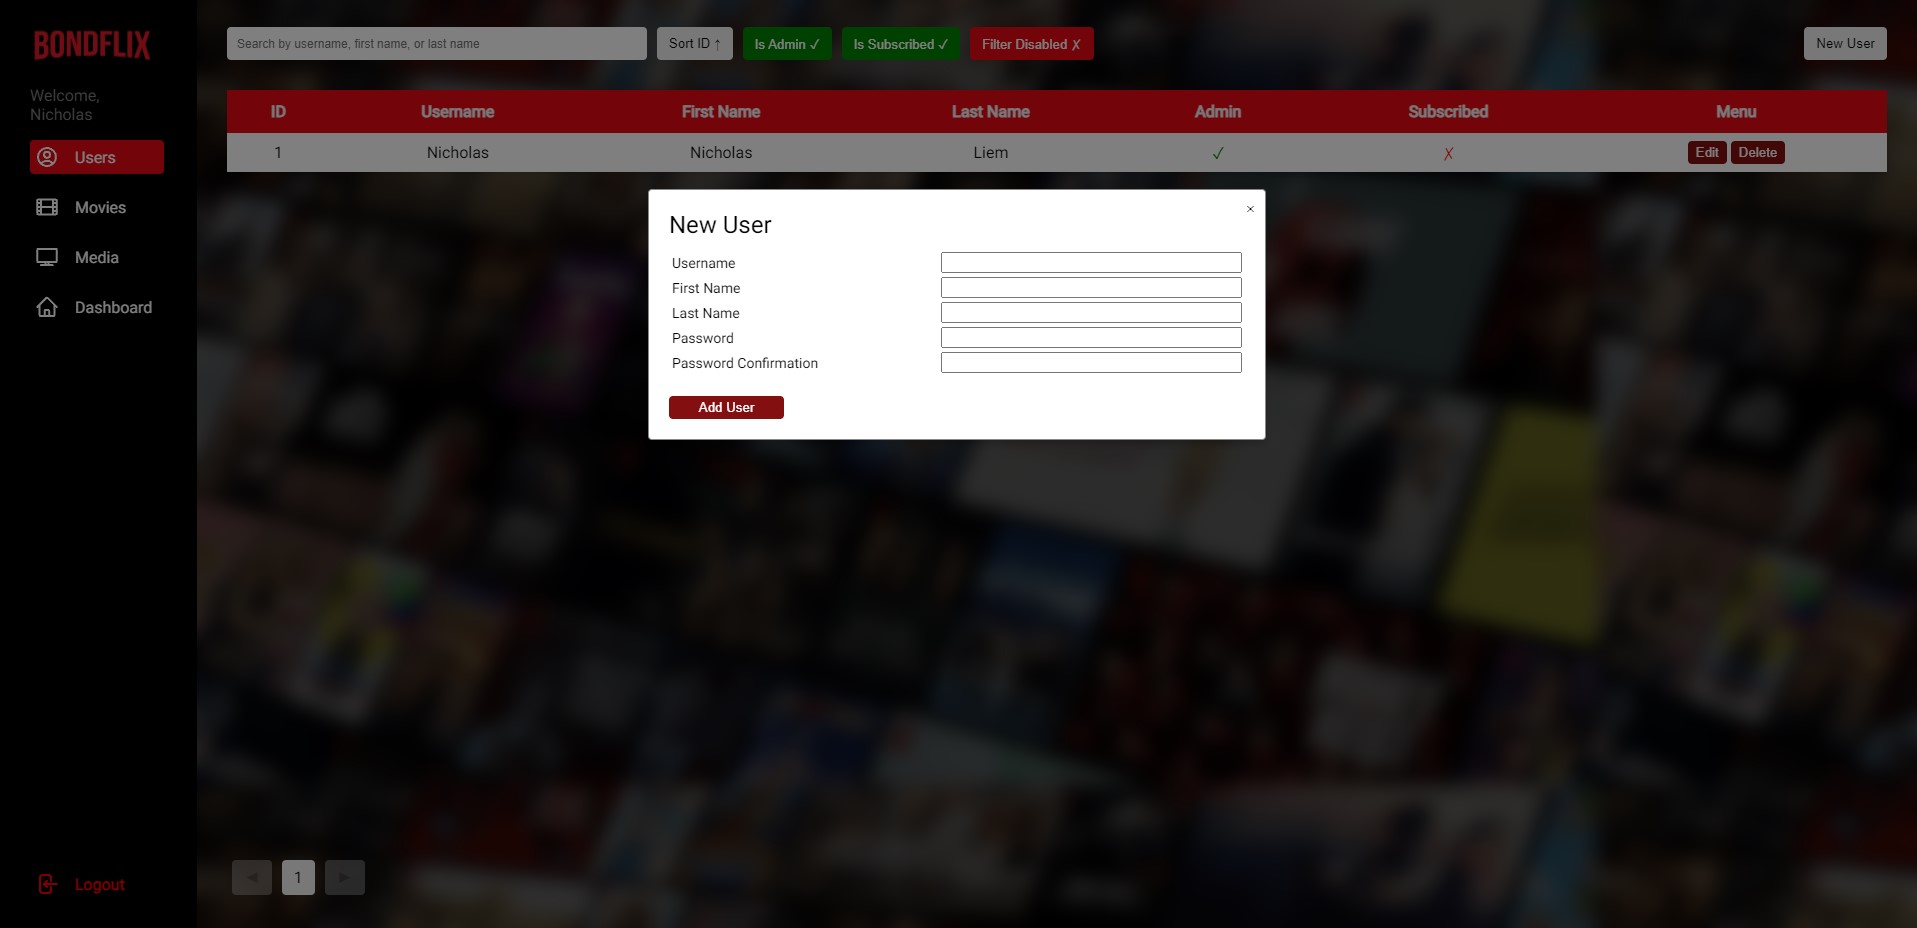 BONDFLIX
Welcome,
Nicholas
Users
Movies
Media
Dashboard
Logout
Search by username, first name, or last name
Sort ID ↑
Is Admin ✓
Is Subscribed ✓
Filter Disabled ✗
New User
ID Username First Name Last Name Admin Subscribed Menu
1 Nicholas Nicholas Liem ✓ ✗ Edit Delete
New User
×
Username
First Name
Last Name
Password
Password Confirmation
Add User
◀ 1 ▶